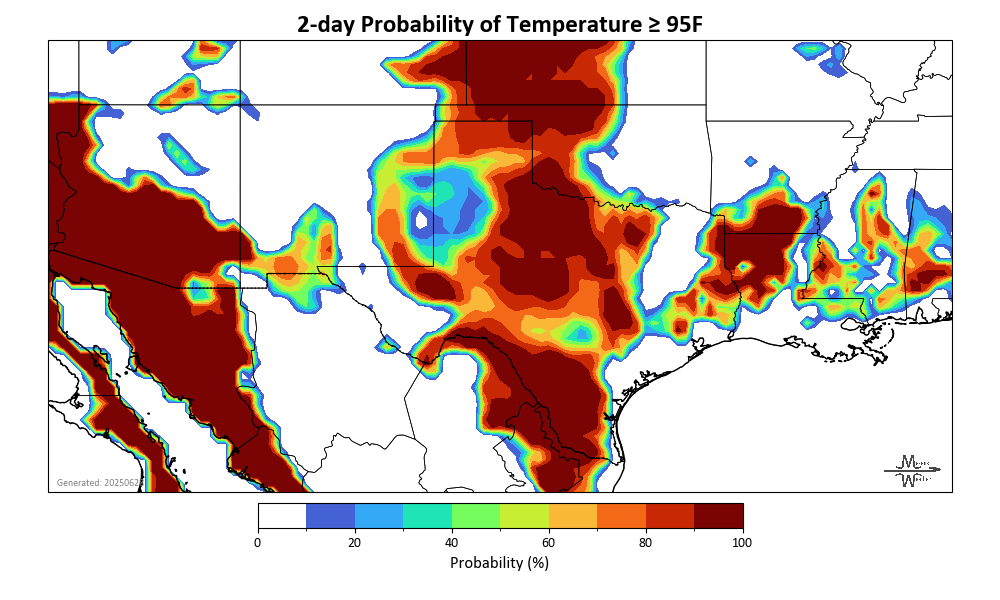 2-day Probability of Temperature ≥ 95F
Generated: 2025062
0 20 40 60 80 100
Probability (%)